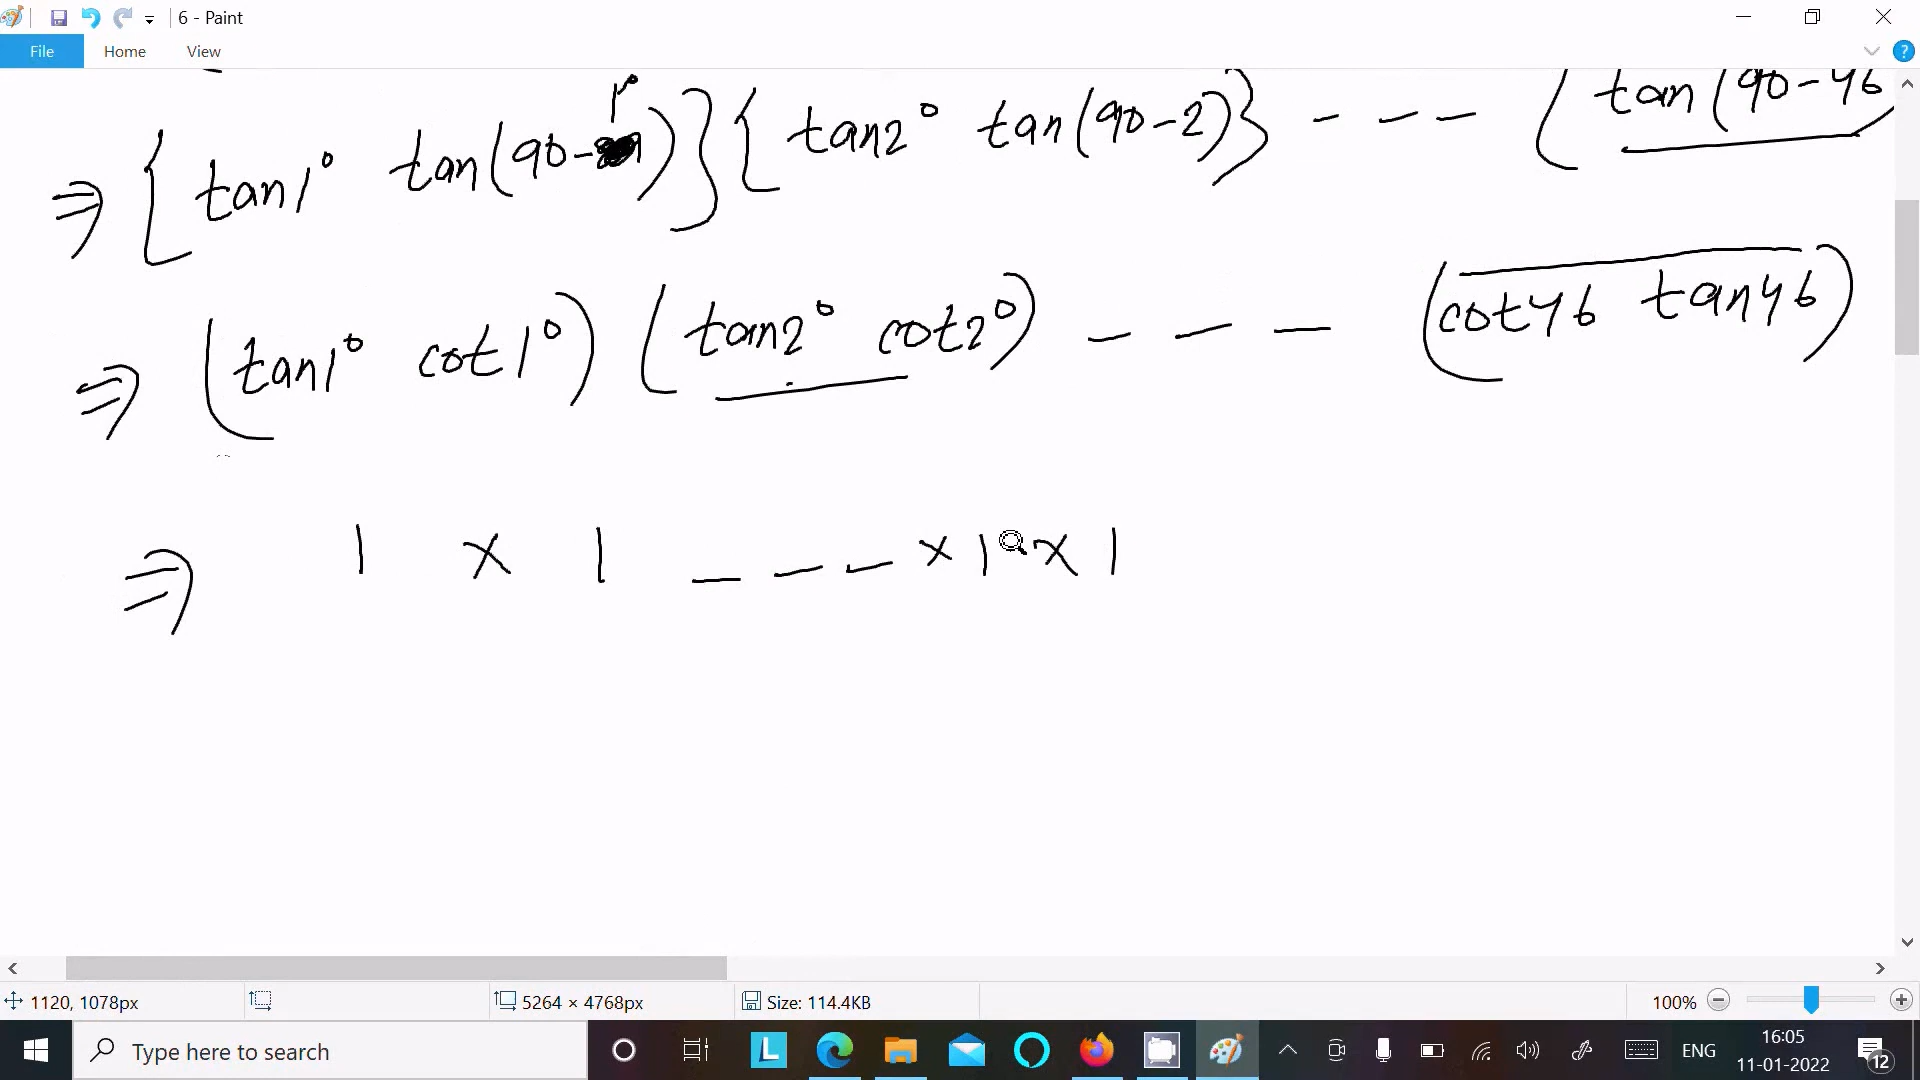 6 - Paint
File Home View
⇒ { tan1° tan(90-1°)} {tan2° tan(90-2)} - - - (tan(90-46
⇒ (tan1° cot1°) (tan2° cot2°) - - - (cot46 tan46)
⇒ 1 × 1 _ _ _ × 1 × 1
1120, 1078px 5264 × 4768px Size: 114.4KB 100%
Type here to search L ENG 16:05
11-01-2022 12